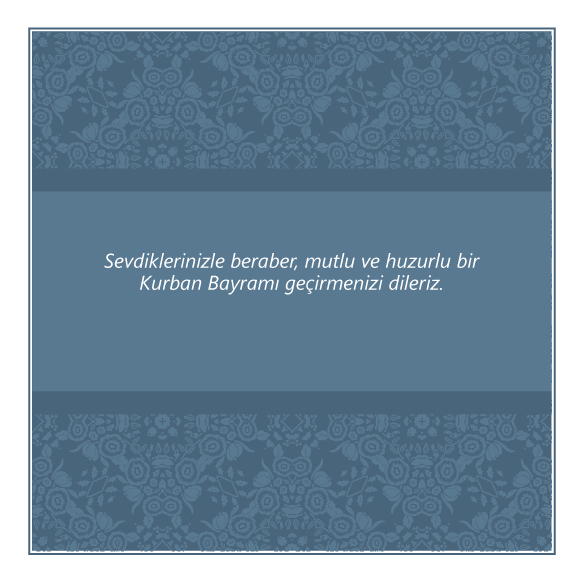 Sevdiklerinizle beraber, mutlu ve huzurlu bir
Kurban Bayramı geçirmenizi dileriz.